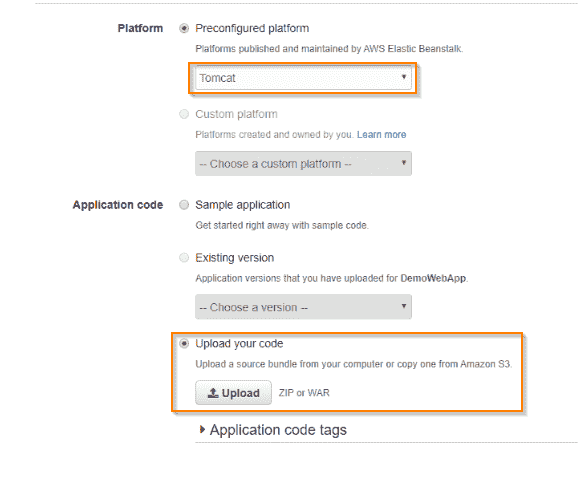 Platform
Preconfigured platform
Platforms published and maintained by AWS Elastic Beanstalk.
Tomcat
Custom platform
Platforms created and owned by you. Learn more
-- Choose a custom platform --
Application code
Sample application
Get started right away with sample code.
Existing version
Application versions that you have uploaded for DemoWebApp.
-- Choose a version --
Upload your code
Upload a source bundle from your computer or copy one from Amazon S3.
Upload
ZIP or WAR
Application code tags